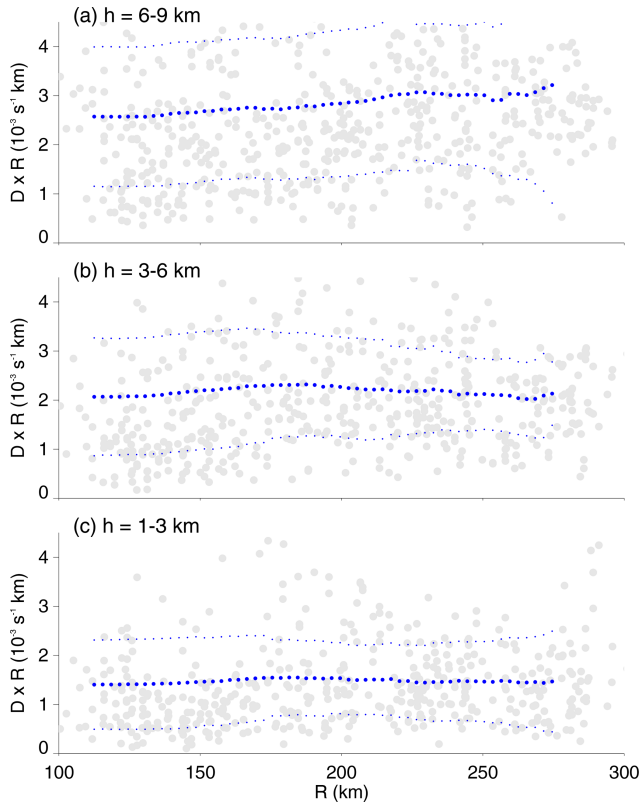 (a) h = 6-9 km
4
3
2
1
0
D x R (10⁻³ s⁻¹ km)
(b) h = 3-6 km
4
3
2
1
0
D x R (10⁻³ s⁻¹ km)
(c) h = 1-3 km
4
3
2
1
0
D x R (10⁻³ s⁻¹ km)
100 150 200 250 300
R (km)